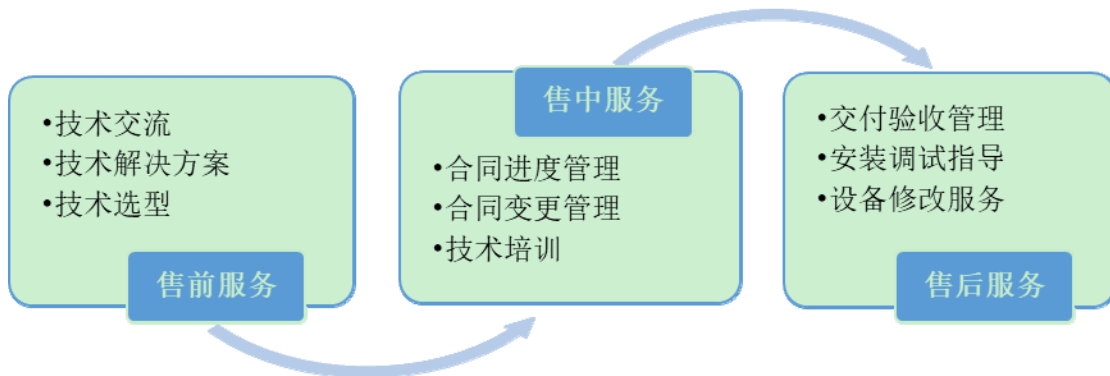 •技术交流
•技术解决方案
•技术选型
售前服务
售中服务
•合同进度管理
•合同变更管理
•技术培训
•交付验收管理
•安装调试指导
•设备修改服务
售后服务